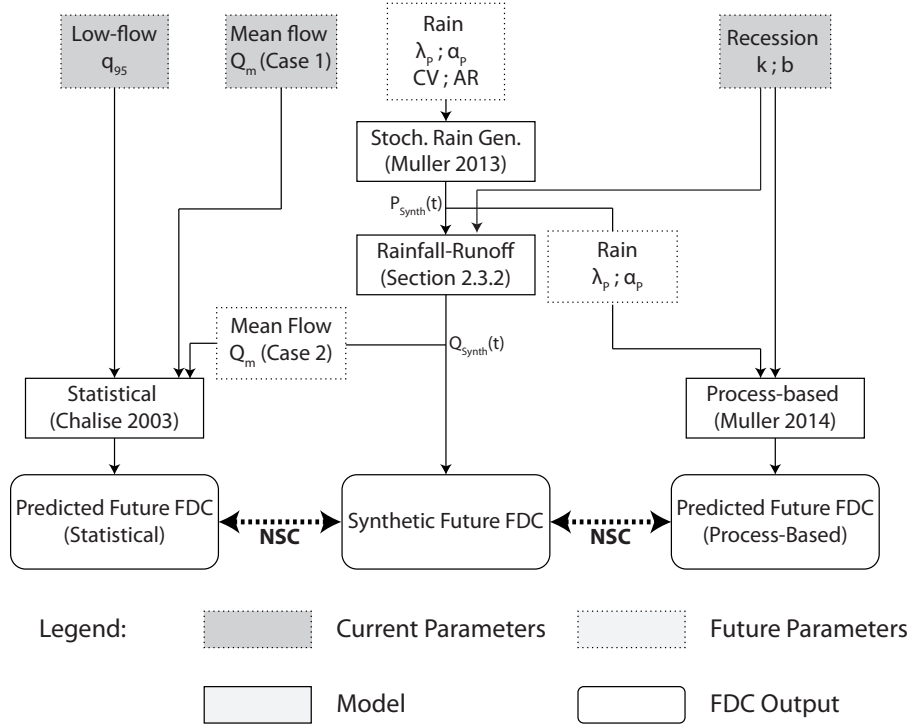 Low-flow
q95
Mean flow
Qm (Case 1)
Rain
λP ; αP
CV ; AR
Recession
k ; b
Stoch. Rain Gen.
(Muller 2013)
PSynth(t)
Rainfall-Runoff
(Section 2.3.2)
Rain
λP ; αP
Mean Flow
Qm (Case 2)
QSynth(t)
Statistical
(Chalise 2003)
Process-based
(Muller 2014)
Predicted Future FDC
(Statistical)
NSC
Synthetic Future FDC
NSC
Predicted Future FDC
(Process-Based)
Legend:
Current Parameters
Future Parameters
Model
FDC Output